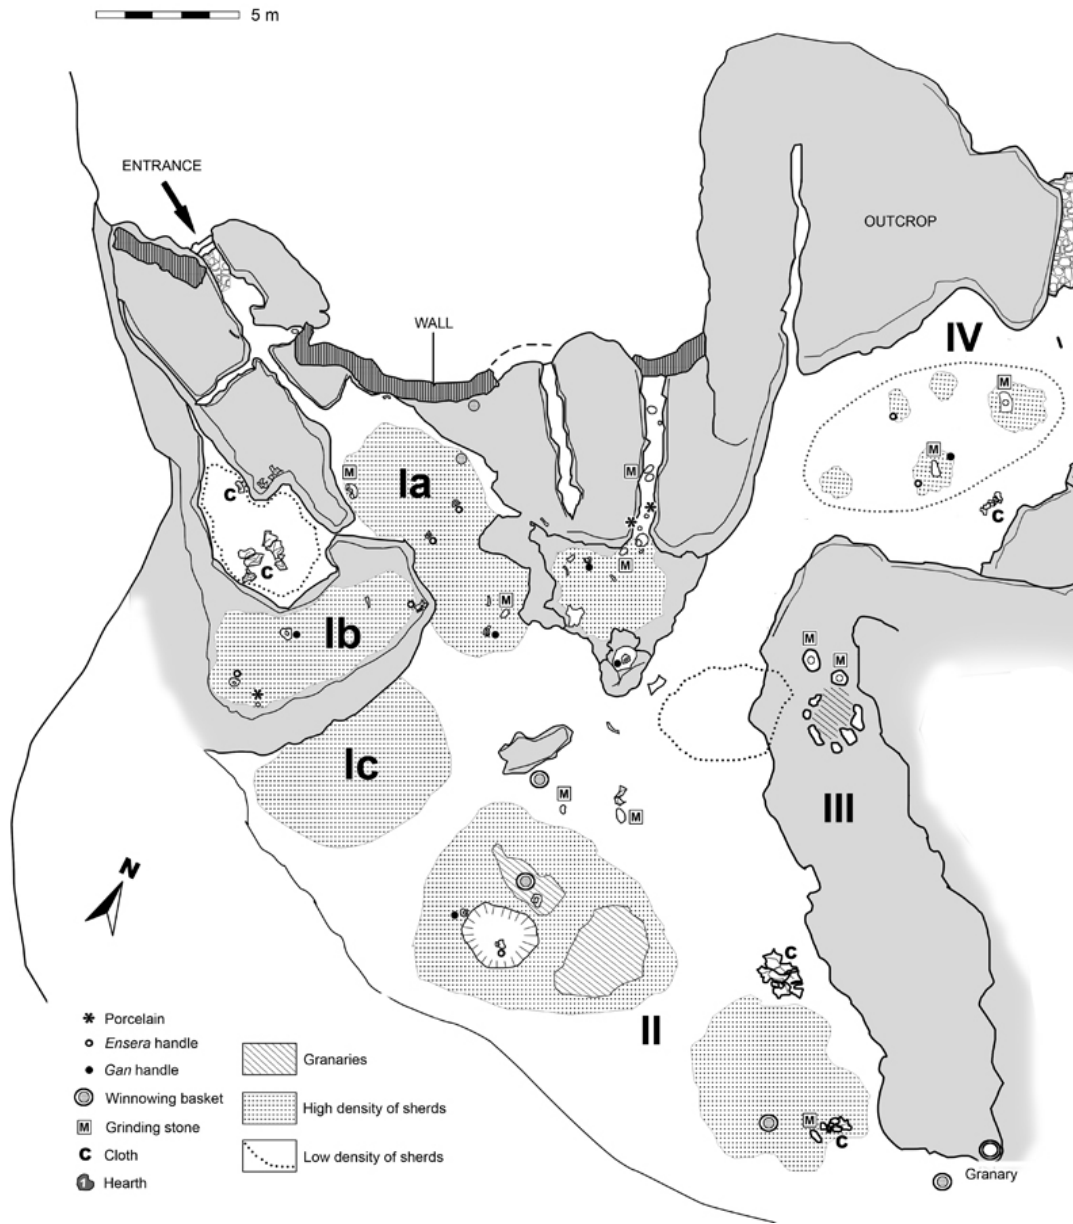 5 m
ENTRANCE
OUTCROP
WALL
IV
M
M
C
Ia
M
M
M
M
C
C
Ib
M
M
Ic
M
M
III
N
C
II
M
C
Porcelain
Ensera handle
Gan handle
Winnowing basket
M Grinding stone
C Cloth
1 Hearth
Granaries
High density of sherds
Low density of sherds
Granary